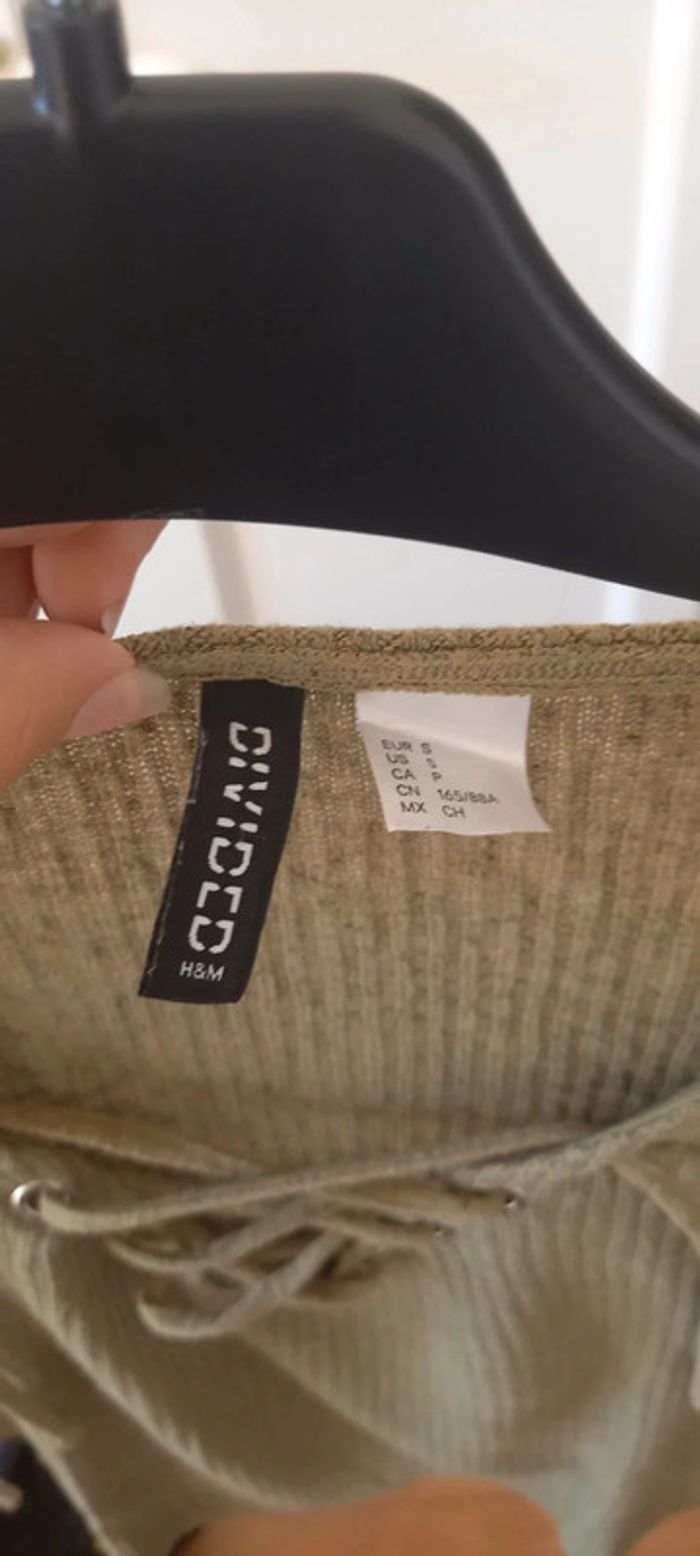 DIVIDED
H&M
EUR S
US S
CA P
CN 165/88A
MX CH